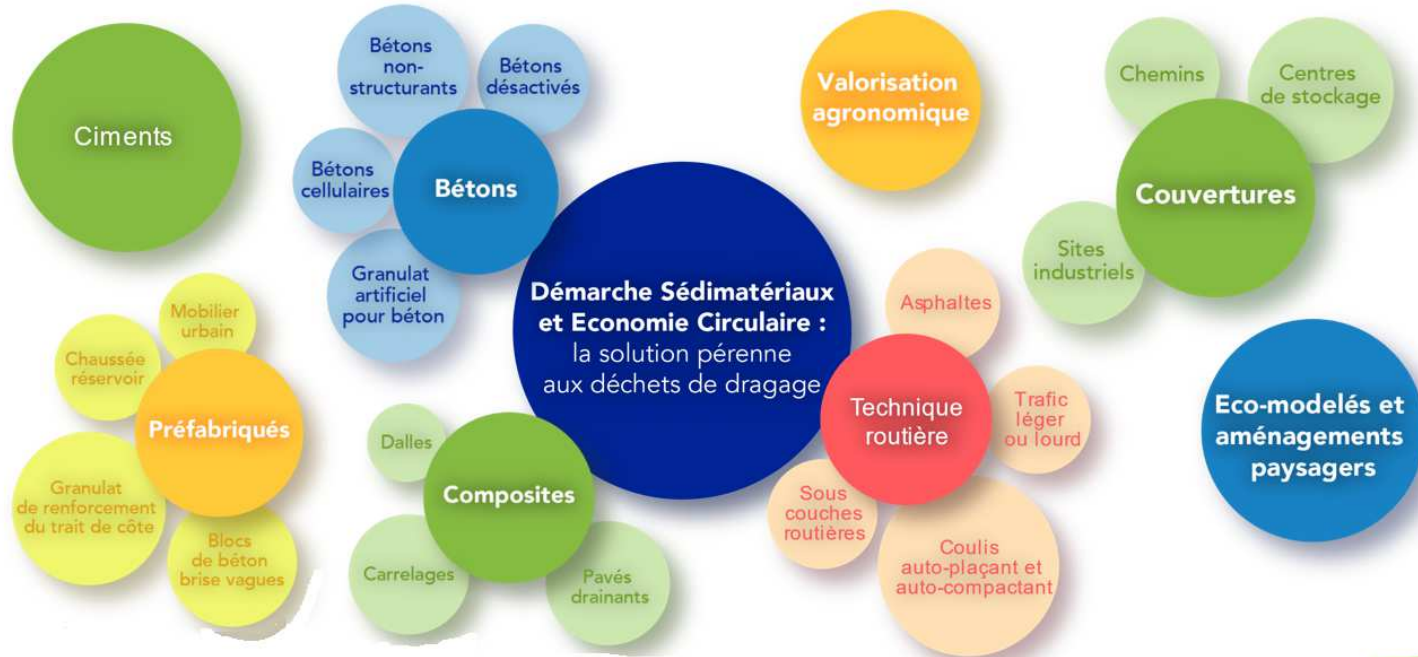 Ciments
Bétons
non-
structurants
Bétons
désactivés
Bétons
cellulaires
Bétons
Granulat
artificiel
pour béton
Valorisation
agronomique
Chemins
Centres
de stockage
Couvertures
Sites
industriels
Démarche Sédimatériaux
et Economie Circulaire :
la solution pérenne
aux déchets de dragage
Mobilier
urbain
Chaussée
réservoir
Préfabriqués
Granulat
de renforcement
du trait de côte
Blocs
de béton
brise vagues
Dalles
Composites
Carrelages
Pavés
drainants
Asphaltes
Technique
routière
Trafic
léger
ou lourd
Sous
couches
routières
Coulis
auto-plaçant et
auto-compactant
Eco-modelés et
aménagements
paysagers